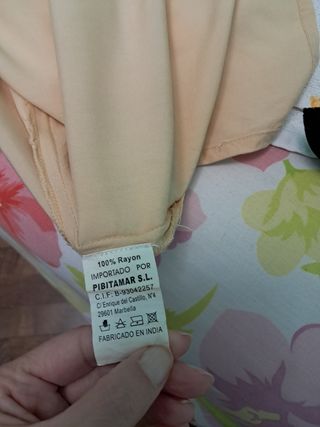 100% Rayon
IMPORTADO POR
PIBITAMAR S.L.
C.I.F: B-93042257
C/ Enrique del Castillo, Nº4
29601 Marbella
FABRICADO EN INDIA